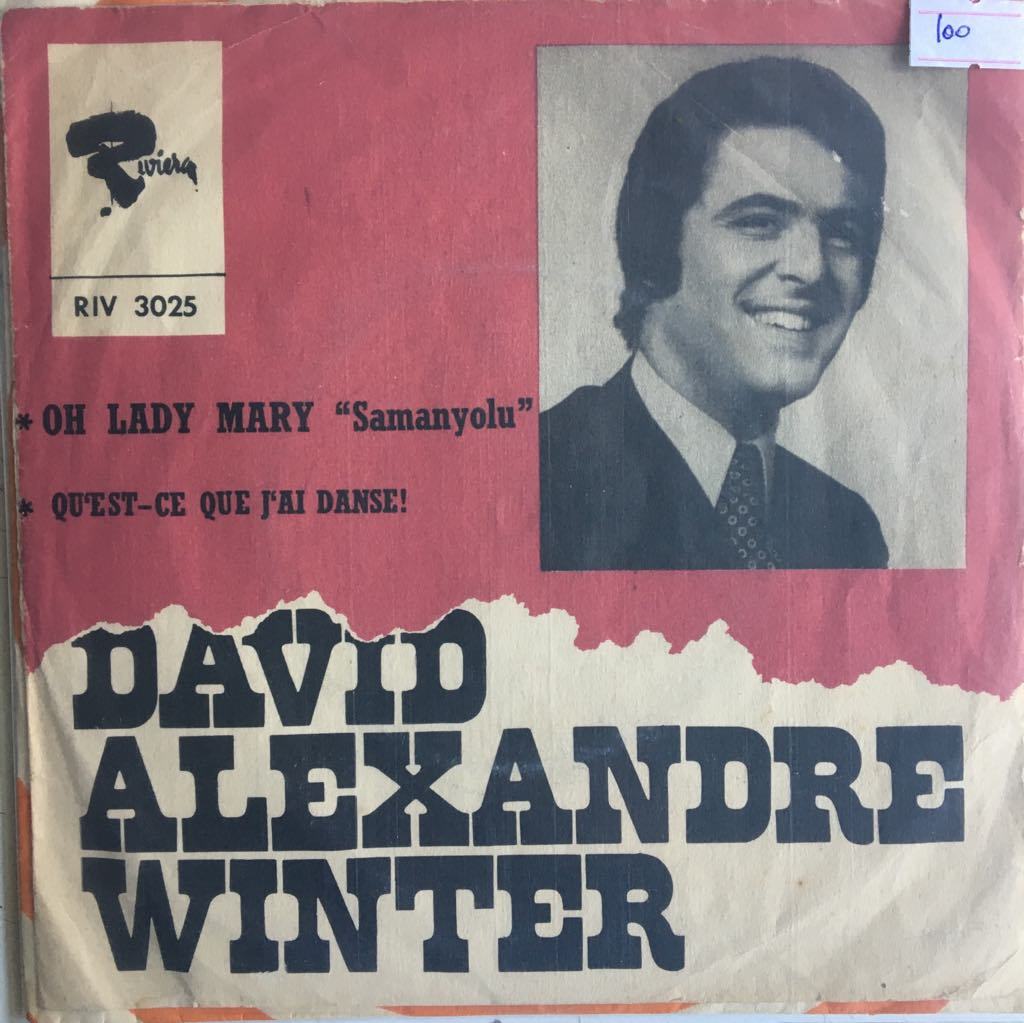 100
Riviera
RIV 3025
* OH LADY MARY “Samanyolu”
* QU'EST-CE QUE J'AI DANSE!
DAVID
ALEXANDRE
WINTER